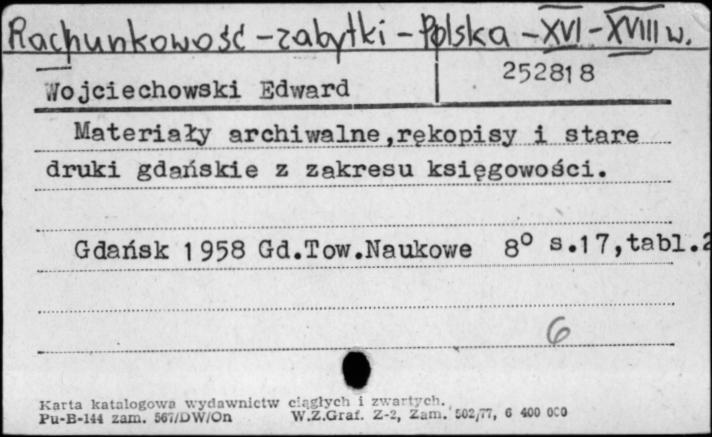 Rachunkowość - zabytki - Polska - XVI - XVIII w.
Wojciechowski Edward 252818
Materiały archiwalne,rękopisy i stare
druki gdańskie z zakresu księgowości.
Gdańsk 1958 Gd.Tow.Naukowe 8° s.17,tabl.2
6
Karta katalogowa wydawnictw ciągłych i zwartych.
Pu-B-144 zam. 567/DW/On W.Z.Graf. Z-2, Zam. 502/77, 6 400 000